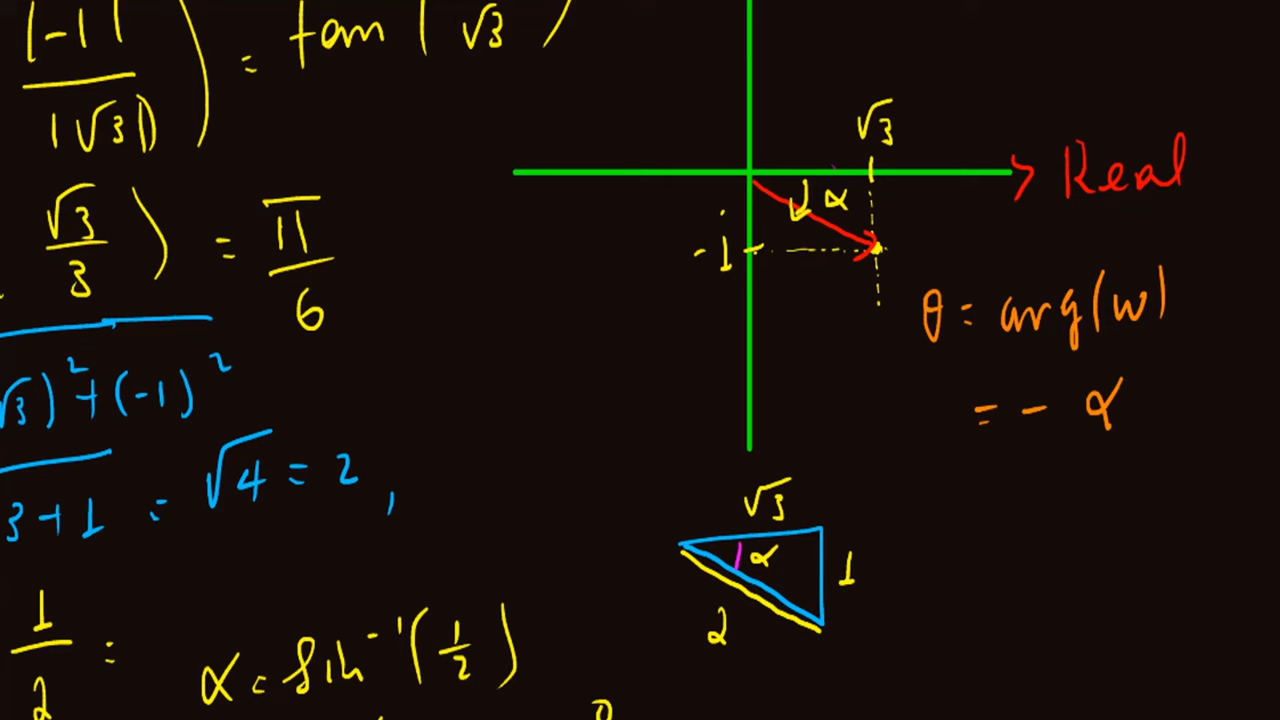 |-1|
|√3|) = tan ( √3 )
√3/3 ) = π/6
√3)² + (-1)²
3 + 1 = √4 = 2 ,
1/2 = α = sin⁻¹(1/2)
√3
Real
α
-1
θ = arg(w)
= - α
√3
α
1
2